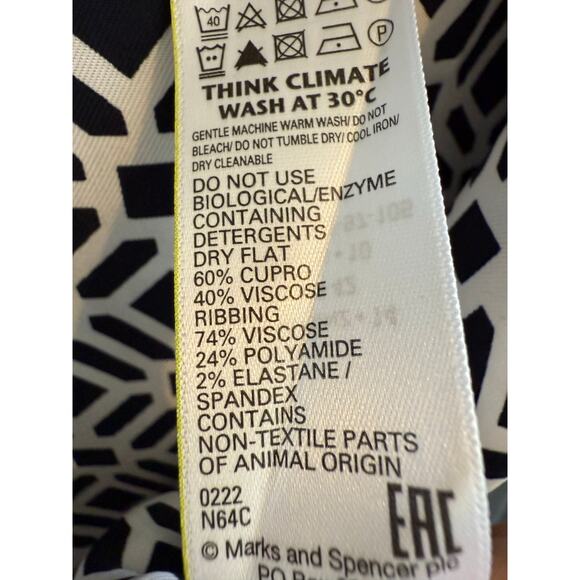 40
P
THINK CLIMATE
WASH AT 30°C
GENTLE MACHINE WARM WASH/ DO NOT
BLEACH/ DO NOT TUMBLE DRY/ COOL IRON/
DRY CLEANABLE
DO NOT USE
BIOLOGICAL/ENZYME
CONTAINING
DETERGENTS
DRY FLAT
60% CUPRO
40% VISCOSE
RIBBING
74% VISCOSE
24% POLYAMIDE
2% ELASTANE /
SPANDEX
CONTAINS
NON-TEXTILE PARTS
OF ANIMAL ORIGIN
0222
N64C
EAC
© Marks and Spencer plc
PO